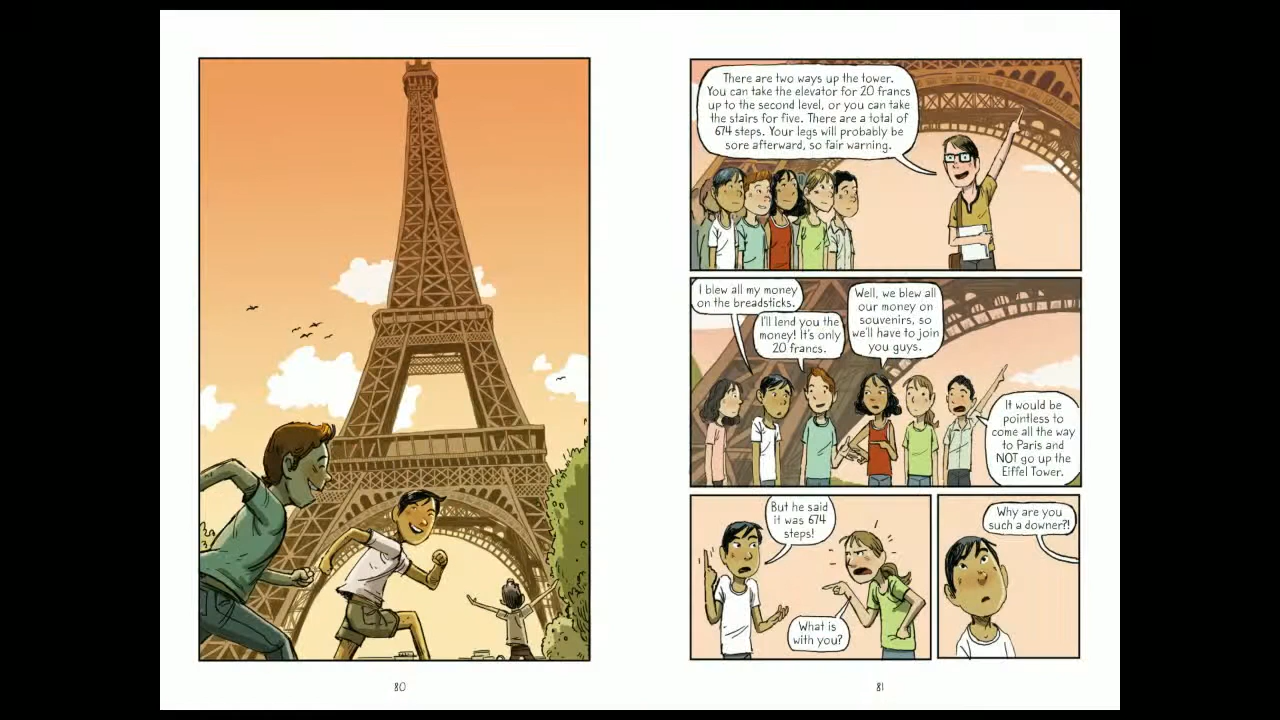 There are two ways up the tower.
You can take the elevator for 20 francs
up to the second level, or you can take
the stairs for five. There are a total of
674 steps. Your legs will probably be
sore afterward, so fair warning.
I blew all my money
on the breadsticks.
I'll lend you the
money! It's only
20 francs.
Well, we blew all
our money on
souvenirs, so
we'll have to join
you guys.
It would be
pointless to
come all the way
to Paris and
NOT go up the
Eiffel Tower.
But he said
it was 674
steps!
What is
with you?
Why are you
such a downer?!
80
81